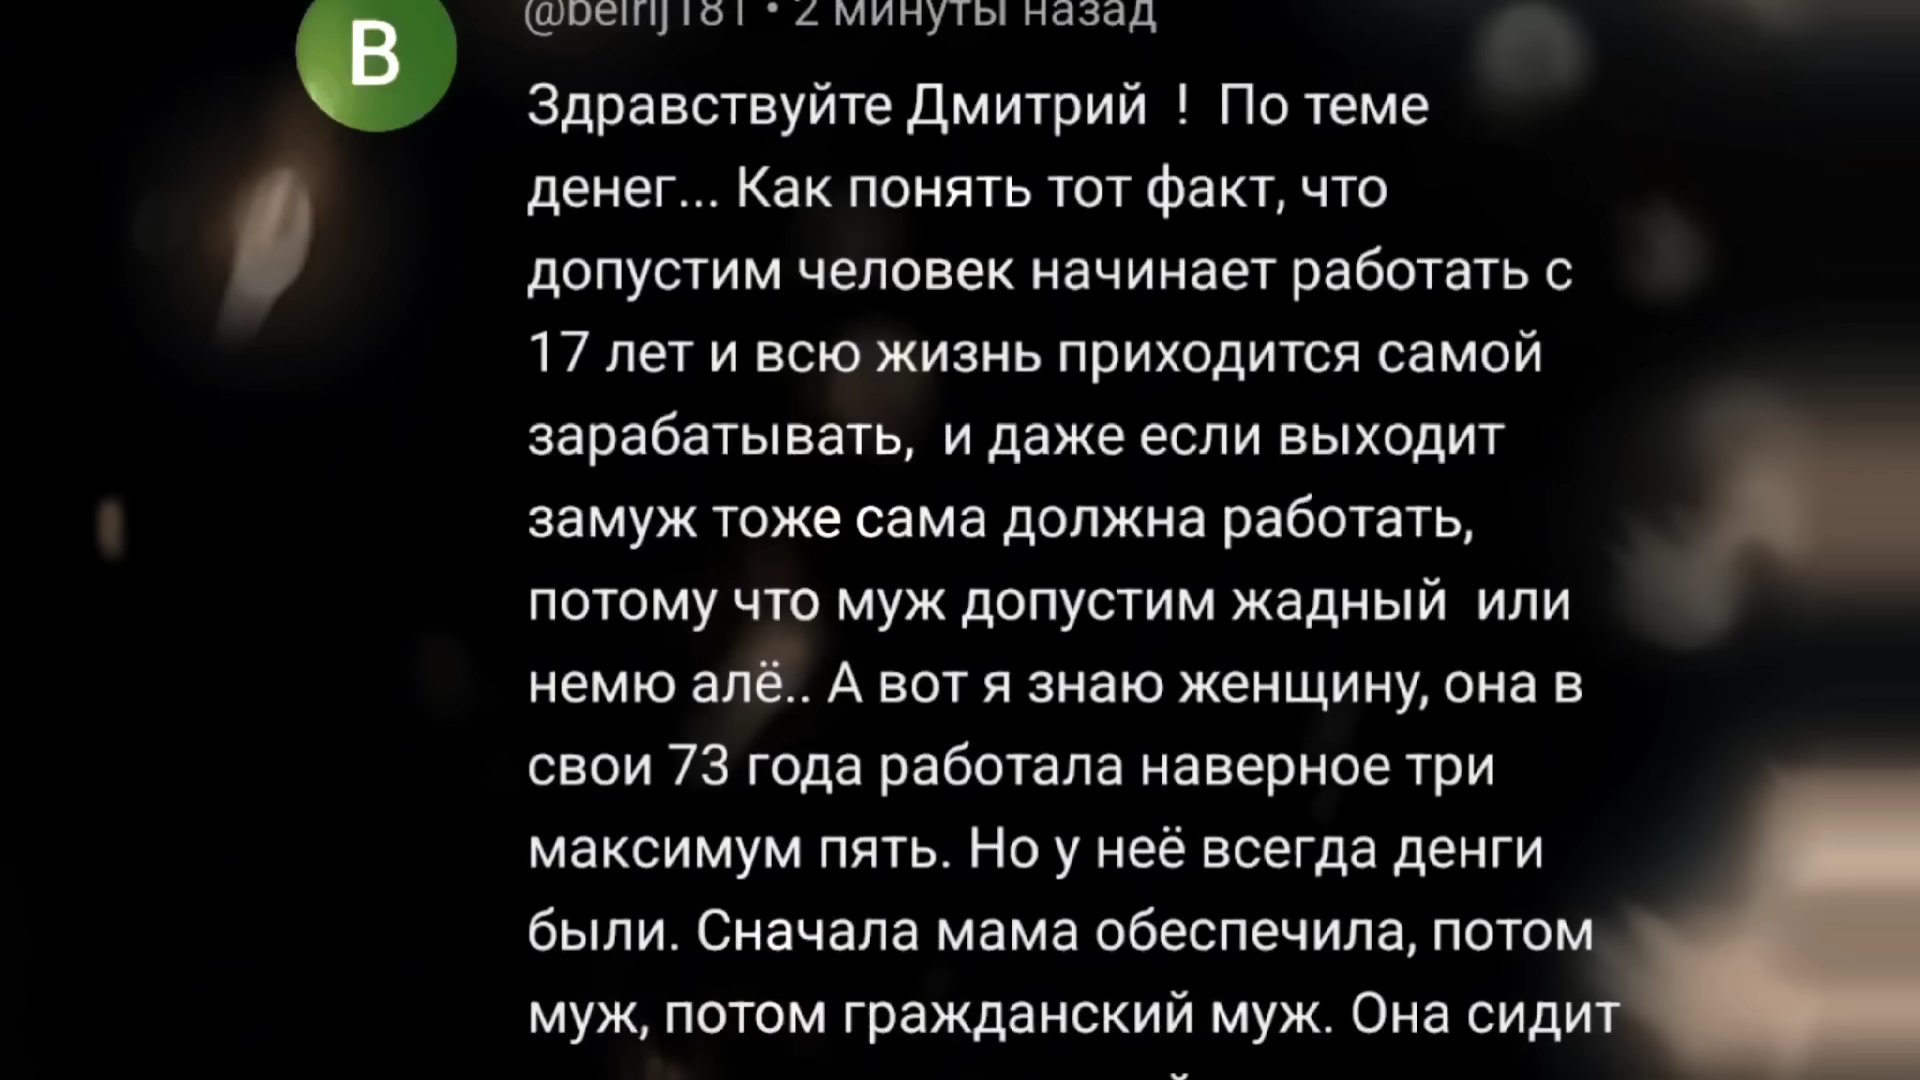 В
2 минуты назад
Здравствуйте Дмитрий ! По теме
денег... Как понять тот факт, что
допустим человек начинает работать с
17 лет и всю жизнь приходится самой
зарабатывать, и даже если выходит
замуж тоже сама должна работать,
потому что муж допустим жадный или
немю алё.. А вот я знаю женщину, она в
свои 73 года работала наверное три
максимум пять. Но у неё всегда денги
были. Сначала мама обеспечила, потом
муж, потом гражданский муж. Она сидит